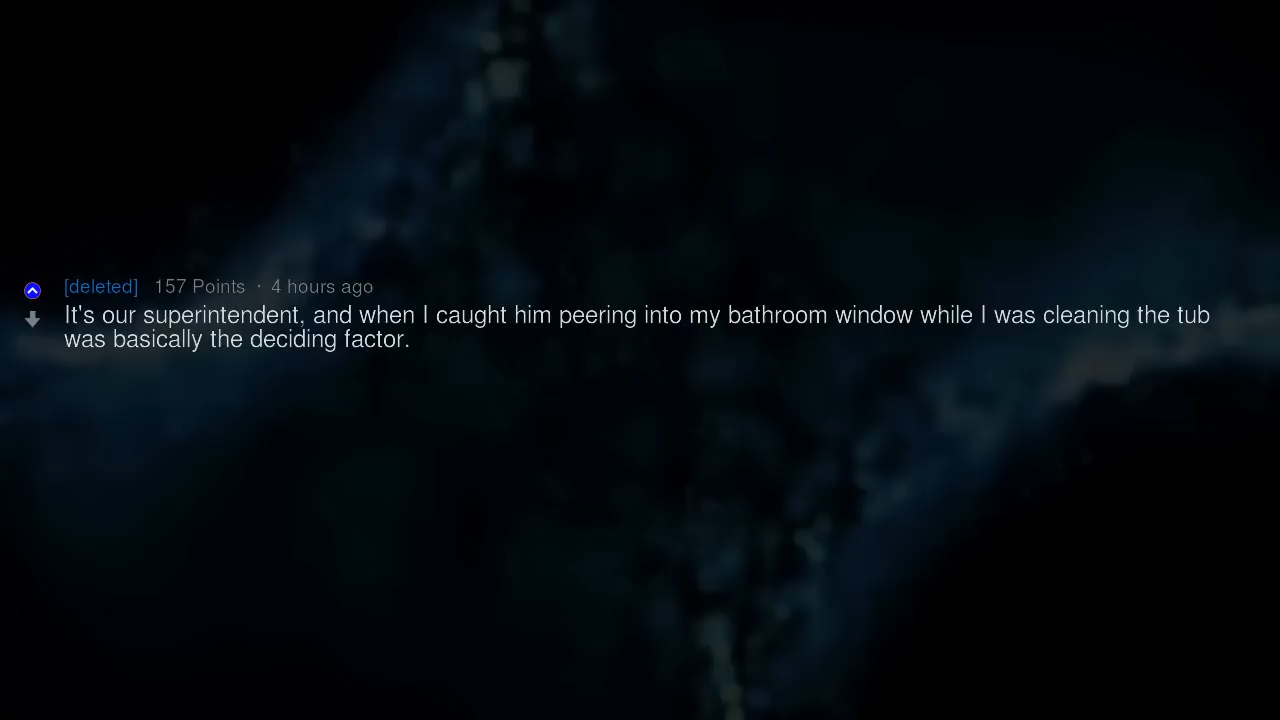 [deleted] 157 Points · 4 hours ago
It's our superintendent, and when I caught him peering into my bathroom window while I was cleaning the tub
was basically the deciding factor.